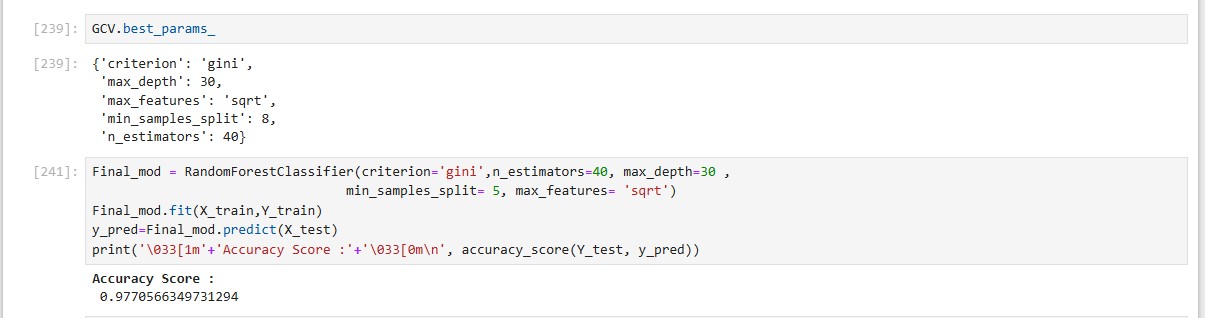 [239]: GCV.best_params_
[239]: {'criterion': 'gini',
'max_depth': 30,
'max_features': 'sqrt',
'min_samples_split': 8,
'n_estimators': 40}
[241]: Final_mod = RandomForestClassifier(criterion='gini',n_estimators=40, max_depth=30 ,
min_samples_split= 5, max_features= 'sqrt')
Final_mod.fit(X_train,Y_train)
y_pred=Final_mod.predict(X_test)
print('\033[1m'+'Accuracy Score :'+'\033[0m\n', accuracy_score(Y_test, y_pred))
Accuracy Score :
0.9770566349731294